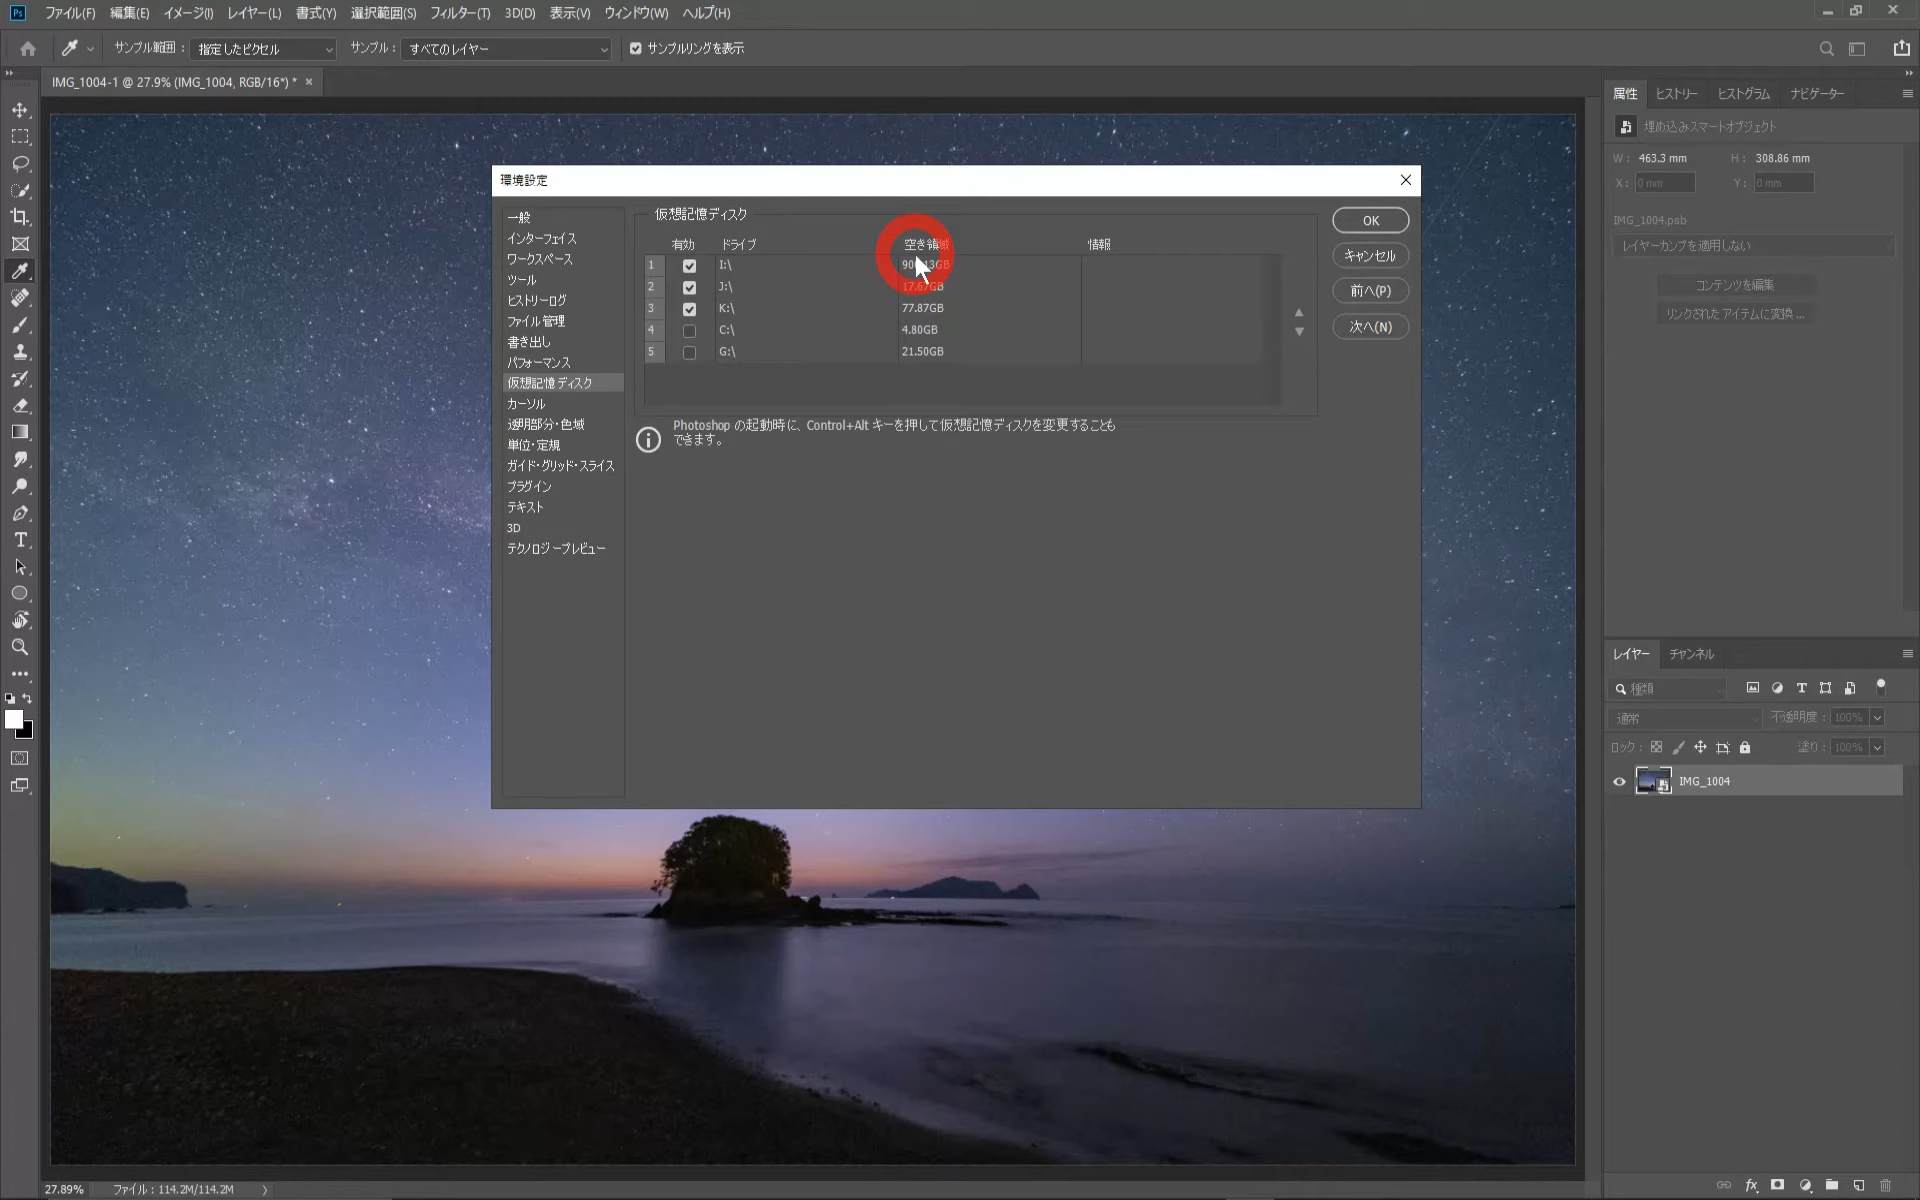 Ps ファイル(F) 編集(E) イメージ(I) レイヤー(L) 書式(Y) 選択範囲(S) フィルター(T) 3D(D) 表示(V) ウィンドウ(W) ヘルプ(H)
サンプル範囲： 指定したピクセル サンプル： すべてのレイヤー サンプルリングを表示
IMG_1004-1 @ 27.9% (IMG_1004, RGB/16*) *
環境設定
一般
インターフェイス
ワークスペース
ツール
ヒストリーログ
ファイル管理
書き出し
パフォーマンス
仮想記憶ディスク
カーソル
透明部分・色域
単位・定規
ガイド・グリッド・スライス
プラグイン
テキスト
3D
テクノロジープレビュー
仮想記憶ディスク
有効 ドライブ 空き領域 情報
1 I:\
2 J:\ 17.67GB
3 K:\ 77.87GB
4 C:\ 4.80GB
5 G:\ 21.50GB
Photoshop の起動時に、Control+Alt キーを押して仮想記憶ディスクを変更することも
できます。
OK
キャンセル
前へ(P)
次へ(N)
属性 ヒストリー ヒストグラム ナビゲーター
埋め込みスマートオブジェクト
W： 463.3 mm H： 308.86 mm
X： 0 mm Y： 0 mm
IMG_1004.psb
レイヤーカンプを適用しない
コンテンツを編集
リンクされたアイテムに変換 ...
レイヤー チャンネル
種類
通常 不透明度： 100%
ロック： 塗り： 100%
IMG_1004
fx
27.89% ファイル：114.2M/114.2M